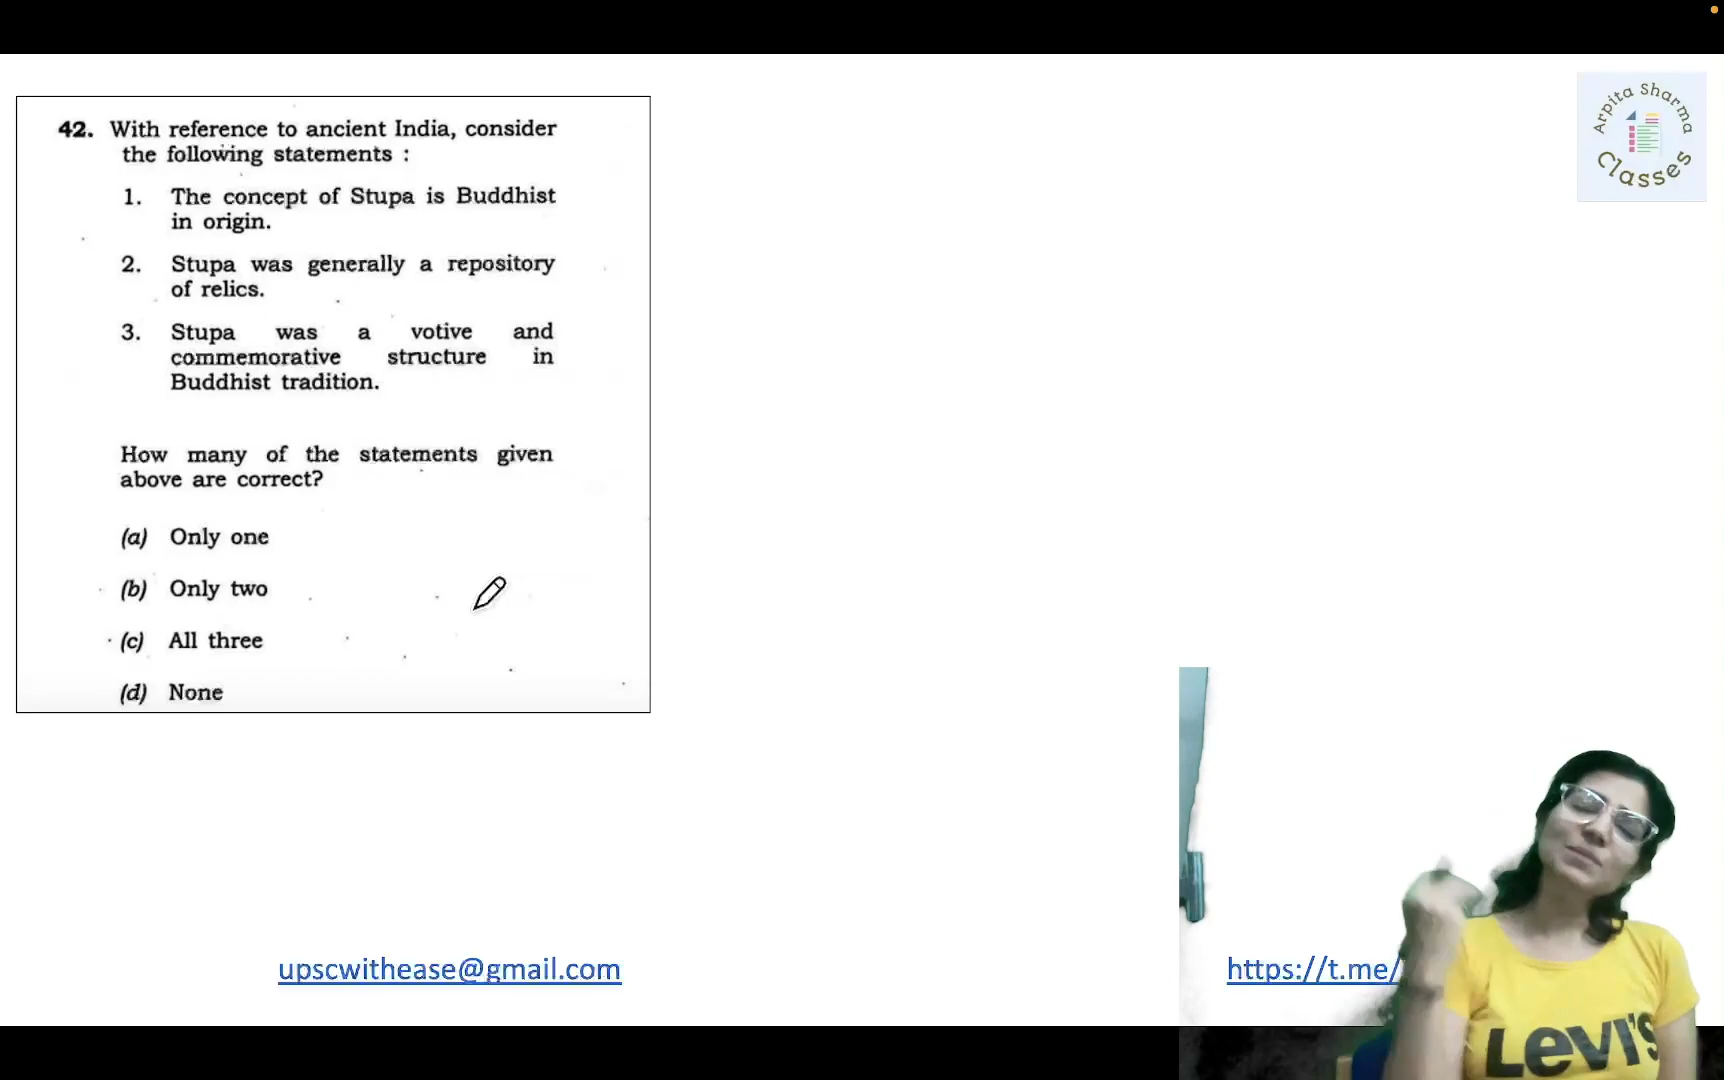 Arpita Sharma
Classes
42. With reference to ancient India, consider
the following statements :
1. The concept of Stupa is Buddhist
in origin.
2. Stupa was generally a repository
of relics.
3. Stupa was a votive and
commemorative structure in
Buddhist tradition.
How many of the statements given
above are correct?
(a) Only one
(b) Only two
(c) All three
(d) None
upscwithease@gmail.com
https://t.me/
Levi's